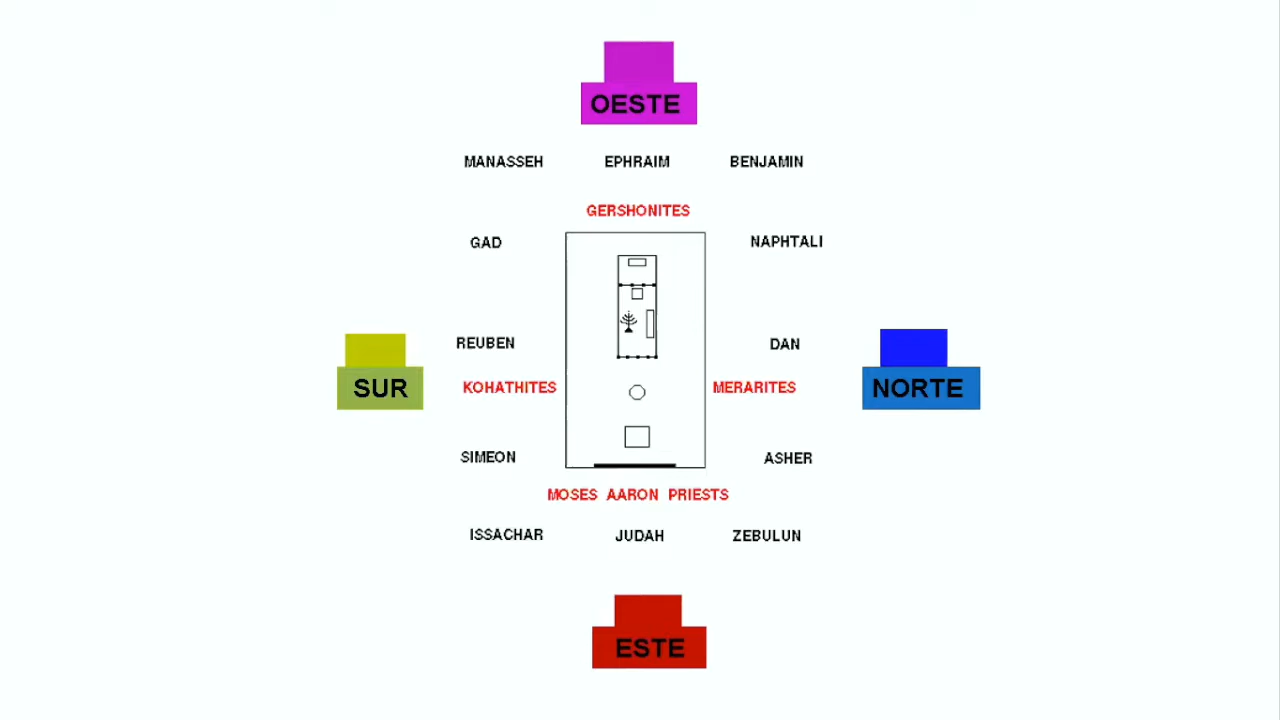 OESTE
MANASSEH EPHRAIM BENJAMIN
GERSHONITES
GAD NAPHTALI
REUBEN DAN
SUR KOHATHITES MERARITES NORTE
SIMEON ASHER
MOSES AARON PRIESTS
ISSACHAR JUDAH ZEBULUN
ESTE